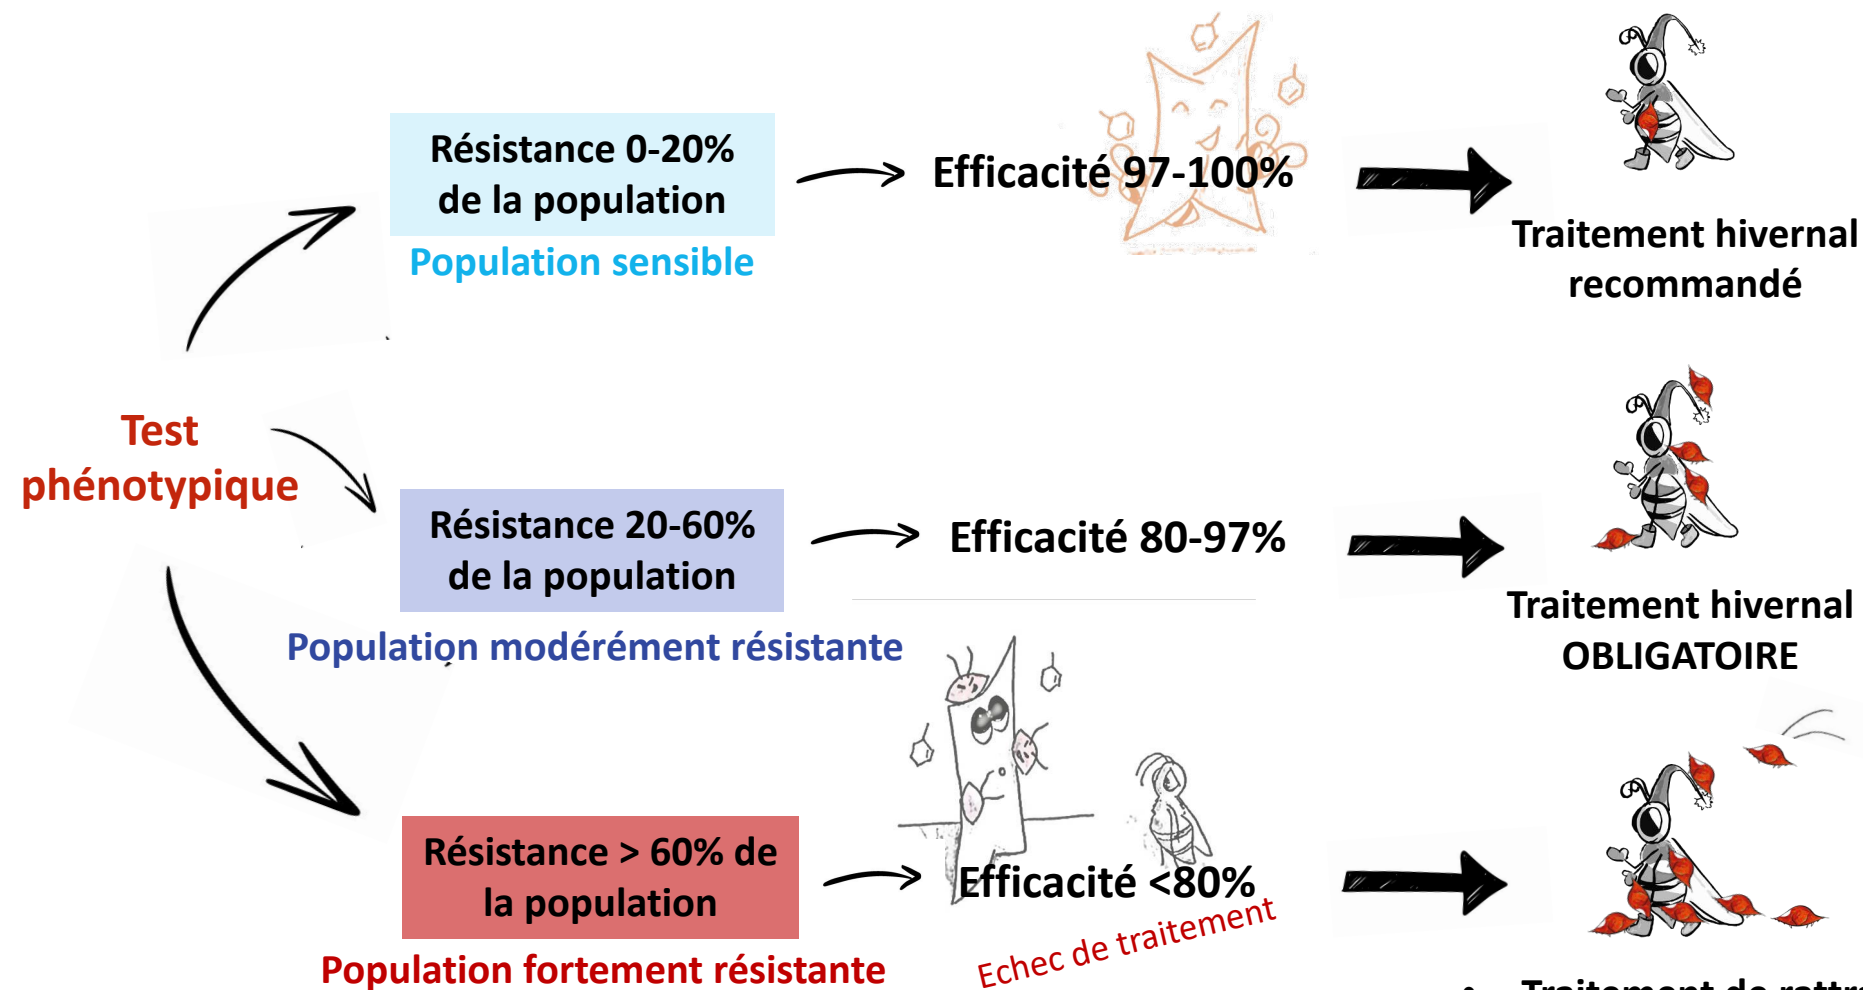 Test
phénotypique
Résistance 0-20%
de la population
Population sensible
Efficacité 97-100%
Traitement hivernal
recommandé
Résistance 20-60%
de la population
Population modérément résistante
Efficacité 80-97%
Traitement hivernal
OBLIGATOIRE
Résistance > 60% de
la population
Population fortement résistante
Efficacité <80%
Echec de traitement
• Traitement de